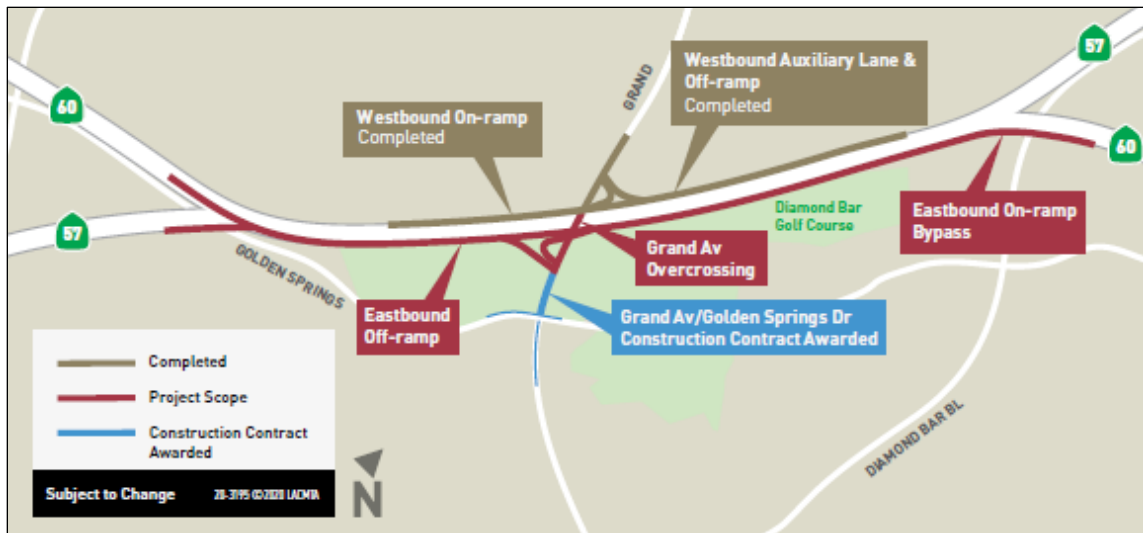 57
60
GRAND
Westbound Auxiliary Lane &
Off-ramp
Completed
Westbound On-ramp
Completed
60
57
Diamond Bar
Golf Course
Eastbound On-ramp
Bypass
Grand Av
Overcrossing
GOLDEN SPRINGS
Eastbound
Off-ramp
Grand Av/Golden Springs Dr
Construction Contract Awarded
DIAMOND BAR BL
Completed
Project Scope
Construction Contract
Awarded
Subject to Change
20-3195 ©2020 LACMTA
N